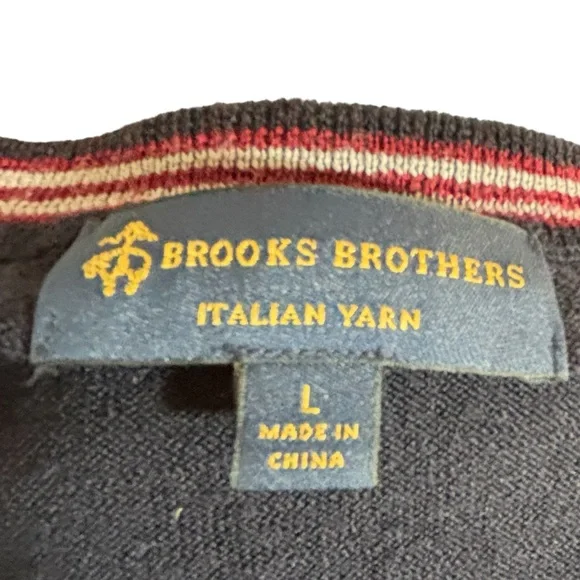 BROOKS BROTHERS
ITALIAN YARN
L
MADE IN
CHINA